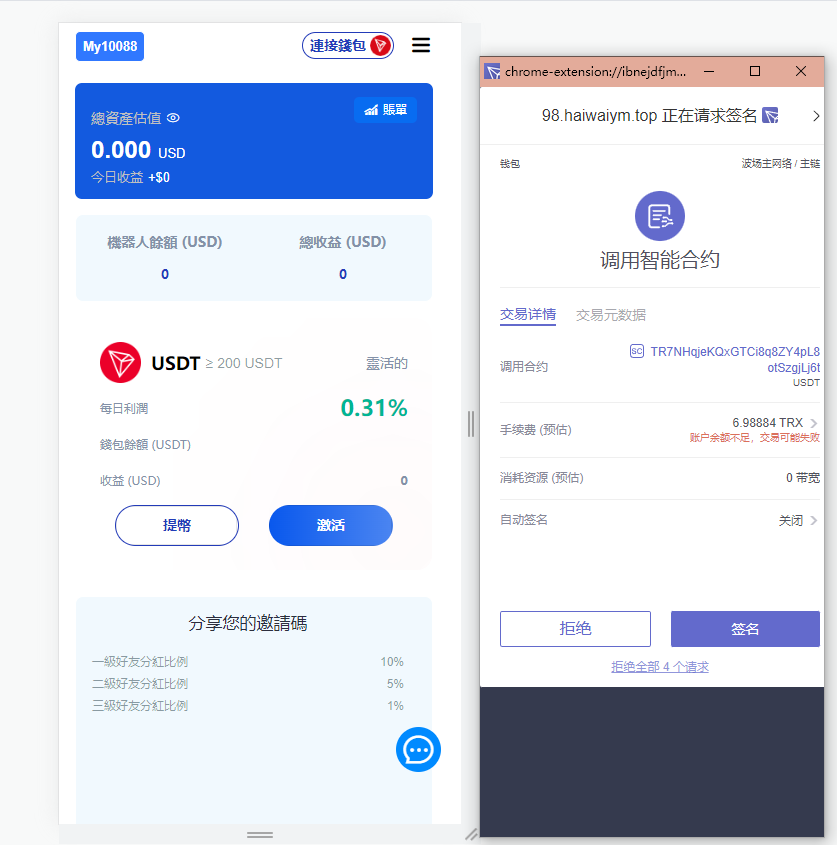 My10088
連接錢包
總資產估值
賬單
0.000 USD
今日收益 +$0
機器人餘額 (USD)
總收益 (USD)
0
0
USDT ≥ 200 USDT
靈活的
每日利潤
0.31%
錢包餘額 (USDT)
收益 (USD)
0
提幣
激活
分享您的邀請碼
一級好友分紅比例
10%
二級好友分紅比例
5%
三級好友分紅比例
1%
chrome-extension://ibnejdfjm...
98.haiwaiym.top 正在请求签名
钱包
波场主网络 / 主链
调用智能合约
交易详情
交易元数据
调用合约
SC TR7NHqjeKQxGTCi8q8ZY4pL8
otSzgjLj6t
USDT
手续费 (预估)
6.98884 TRX
账户余额不足，交易可能失败
消耗资源 (预估)
0 带宽
自动签名
关闭
拒绝
签名
拒绝全部 4 个请求